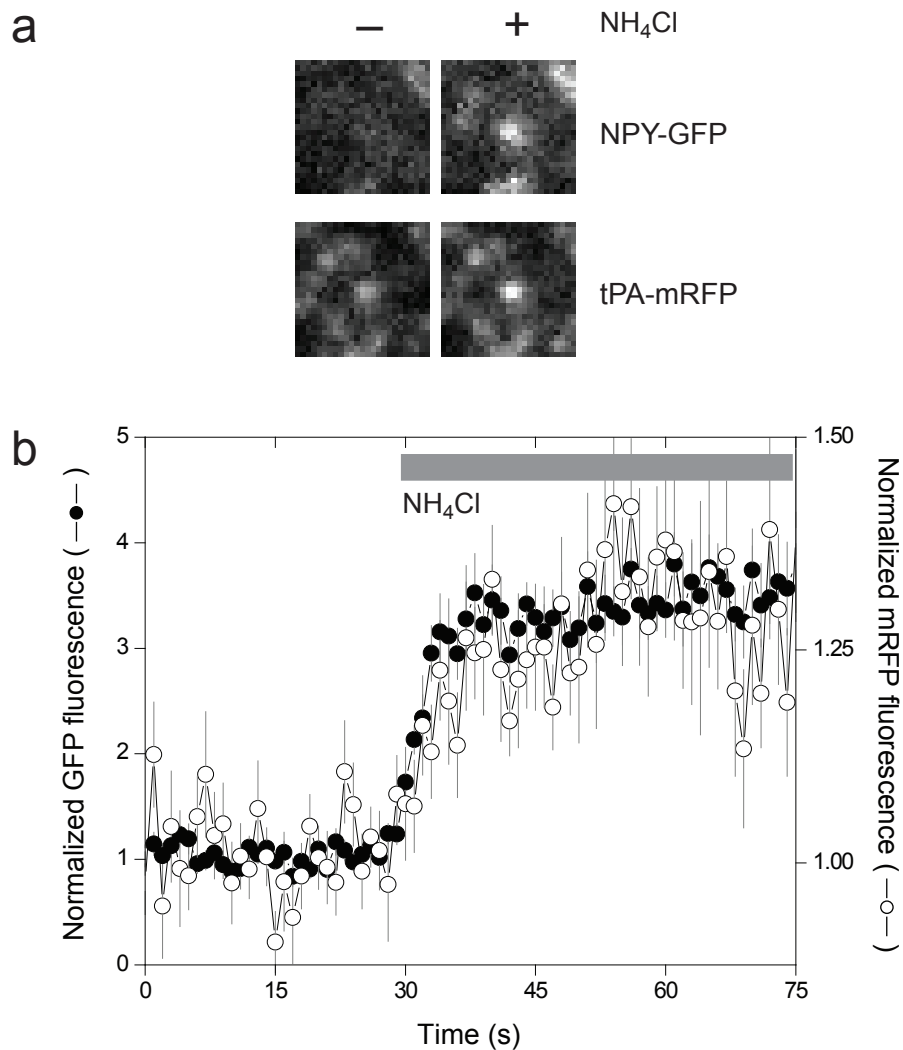 a
– + NH₄Cl
NPY-GFP
tPA-mRFP
b
Normalized GFP fluorescence ( —●— )
5
4
3
2
1
0
NH₄Cl
1.50
1.25
1.00
Normalized mRFP fluorescence ( —○— )
0 15 30 45 60 75
Time (s)